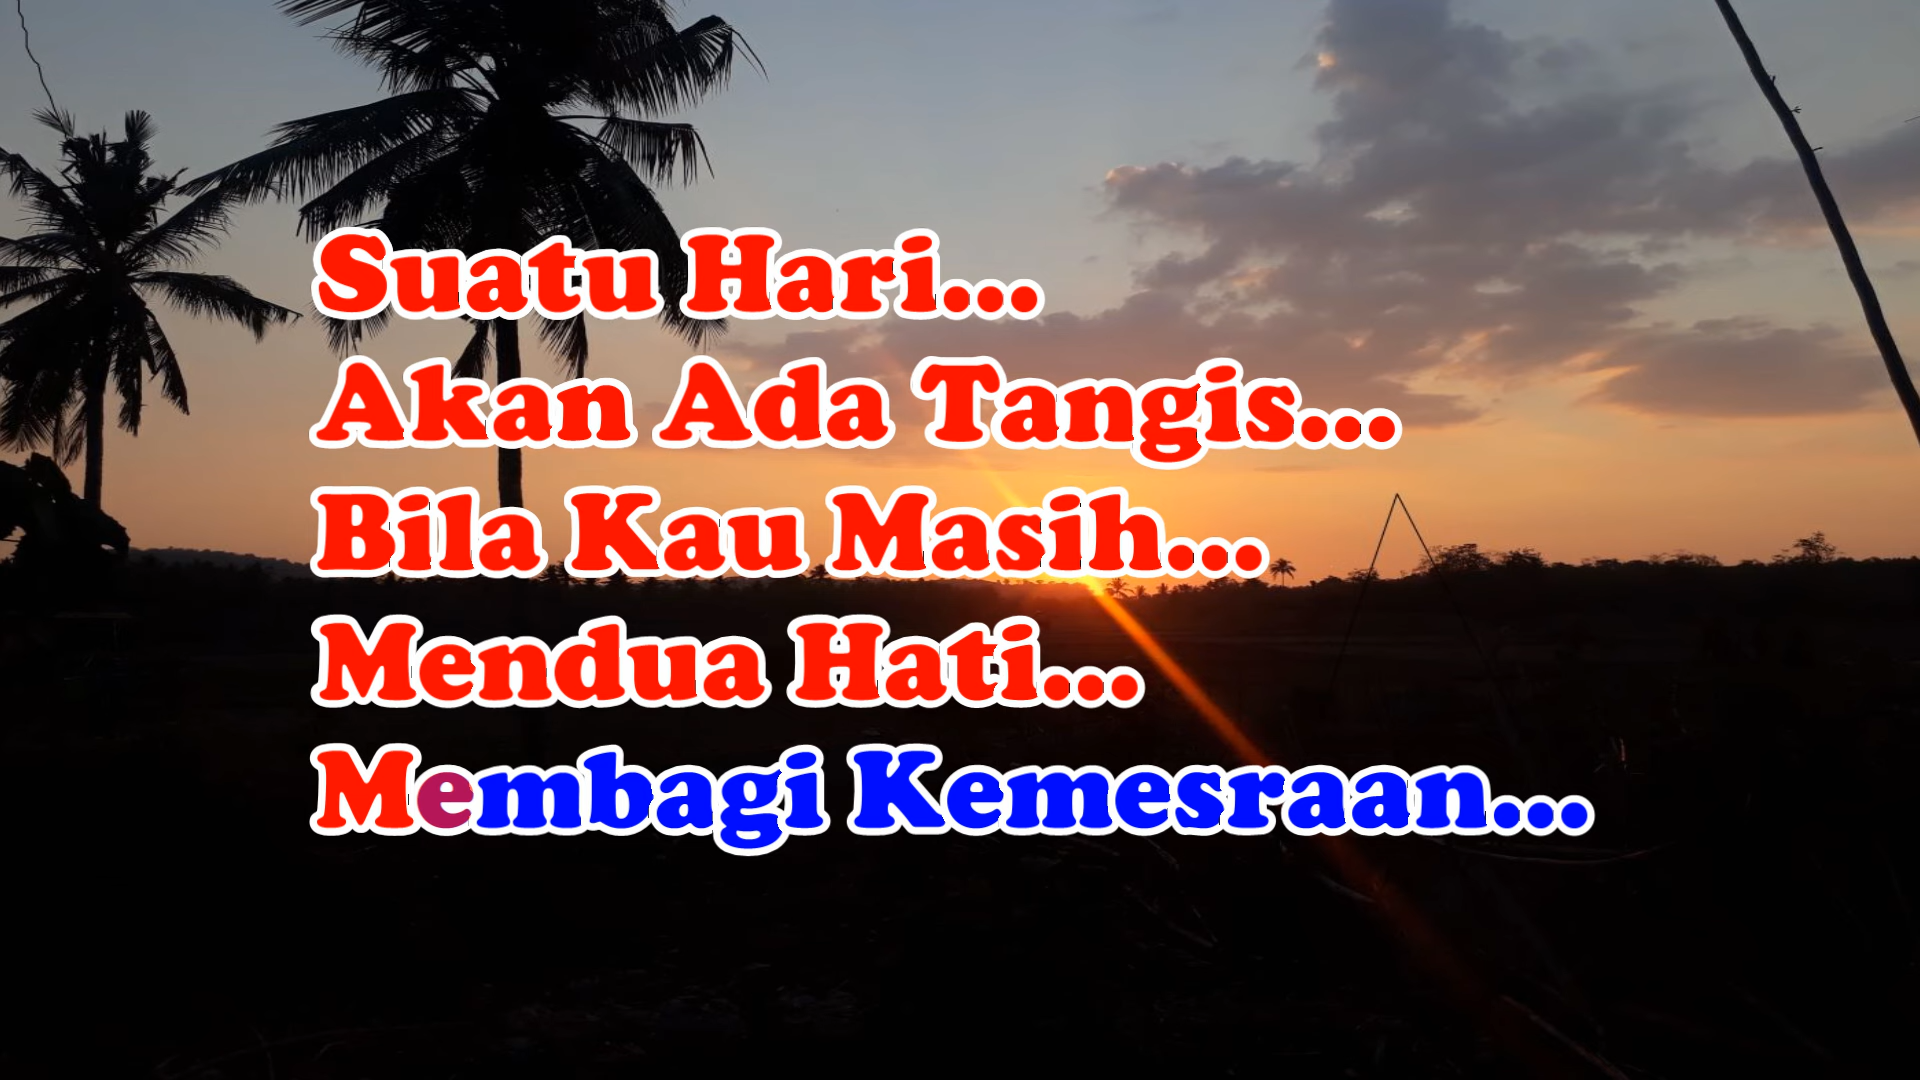 Suatu Hari...
Akan Ada Tangis...
Bila Kau Masih...
Mendua Hati...
Membagi Kemesraan...